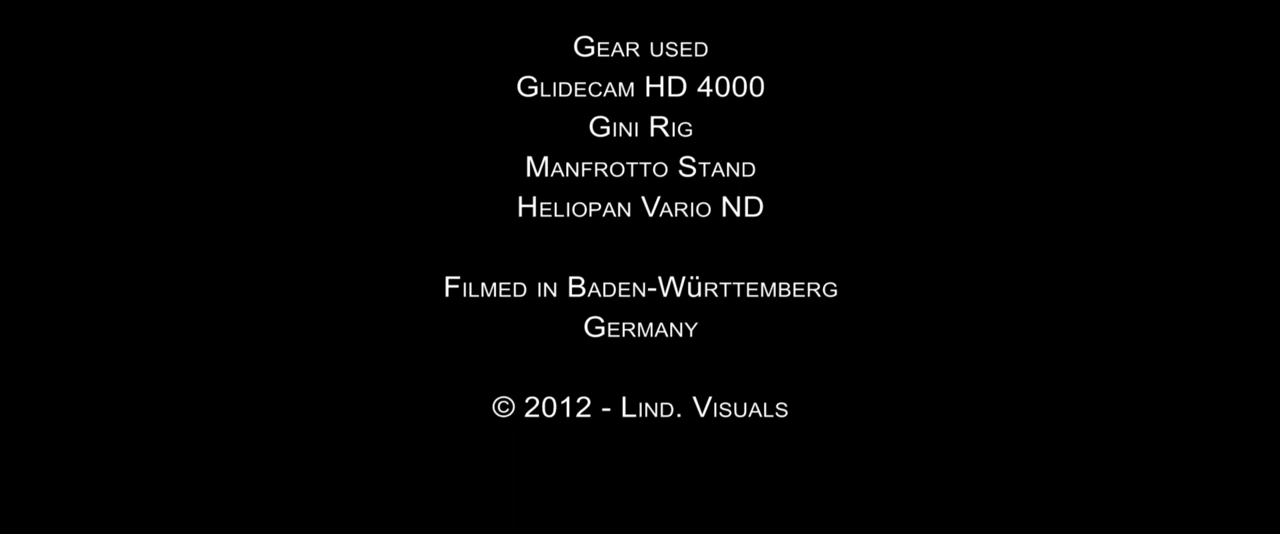 Gear used
Glidecam HD 4000
Gini Rig
Manfrotto Stand
Heliopan Vario ND
Filmed in Baden-Württemberg
Germany
© 2012 - Lind. Visuals